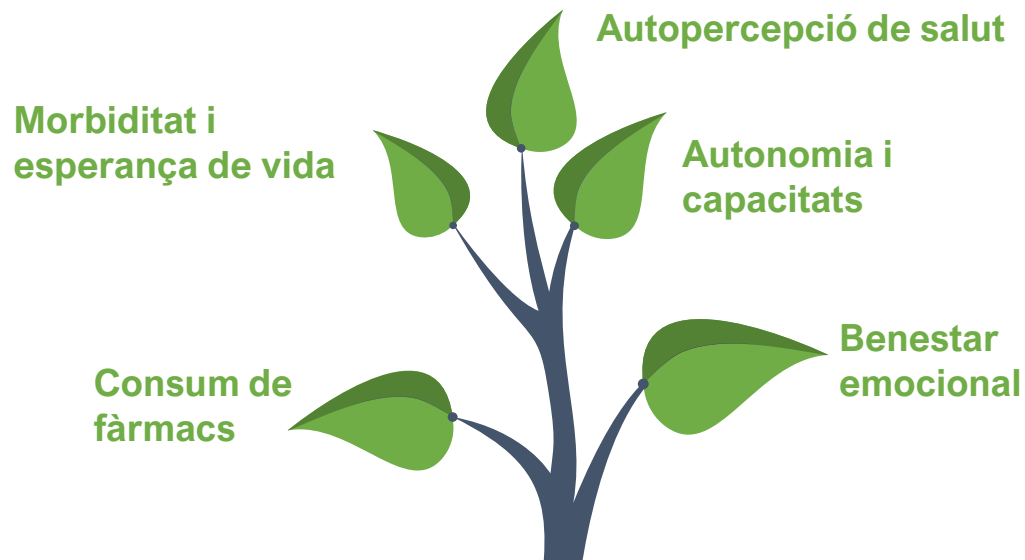 Autopercepció de salut
Morbiditat i
esperança de vida
Autonomia i
capacitats
Benestar
emocional
Consum de
fàrmacs